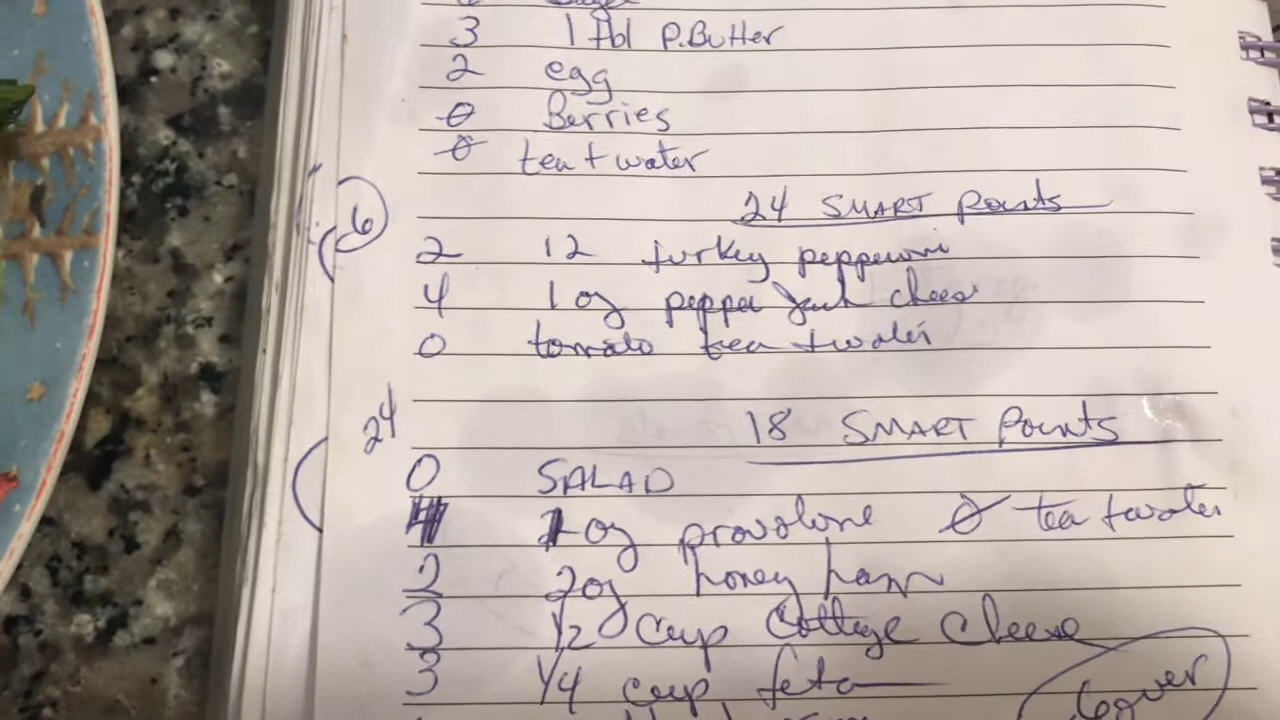 3 1 tbl P.Butter
2 egg
0 Berries
0 tea + water
24 SMART Points
6
2 12 turkey pepperoni
4 1 oz pepper Jack cheese
0 tomato tea + water
24
18 SMART Points
0 SALAD
4 1 oz provolone 0 tea + water
2 2 oz honey ham
3 1/2 cup Cottage Cheese
3 1/4 cup feta
6 over